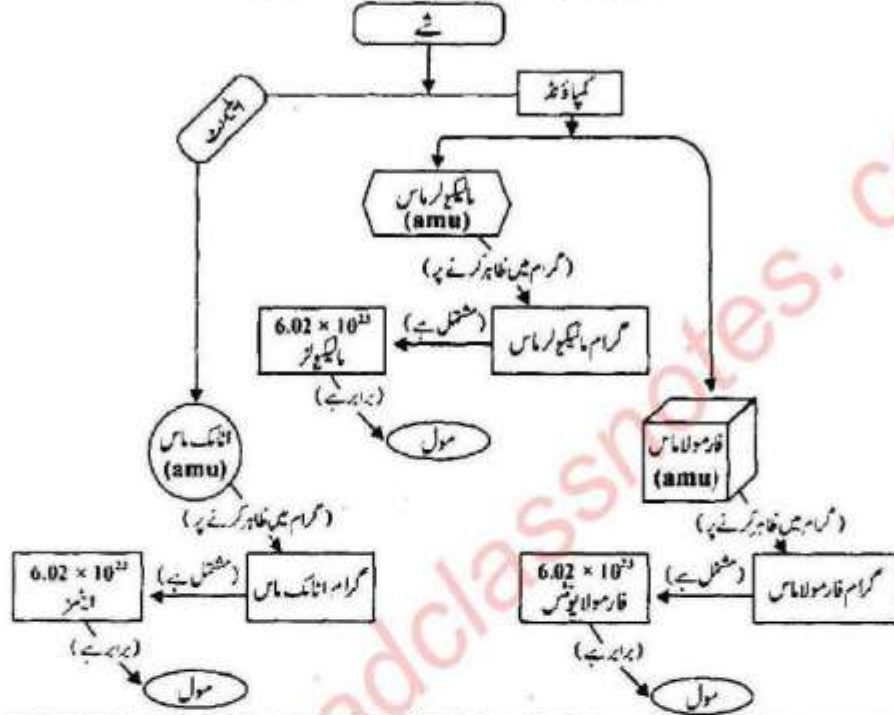 شے
ایلیمنٹ
کمپاؤنڈ
مالیکیولر ماس
(amu)
(گرام میں ظاہر کرنے پر)
گرام مالیکیولر ماس
(مشتمل ہے)
6.02 × 10²³
مالیکیولز
(برابر ہے)
مول
فارمولا ماس
(amu)
(گرام میں ظاہر کرنے پر)
گرام فارمولا ماس
(مشتمل ہے)
6.02 × 10²³
فارمولا یونٹس
(برابر ہے)
مول
اٹامک ماس
(amu)
(گرام میں ظاہر کرنے پر)
گرام اٹامک ماس
(مشتمل ہے)
6.02 × 10²³
ایٹمز
(برابر ہے)
مول
adclassnotes. c